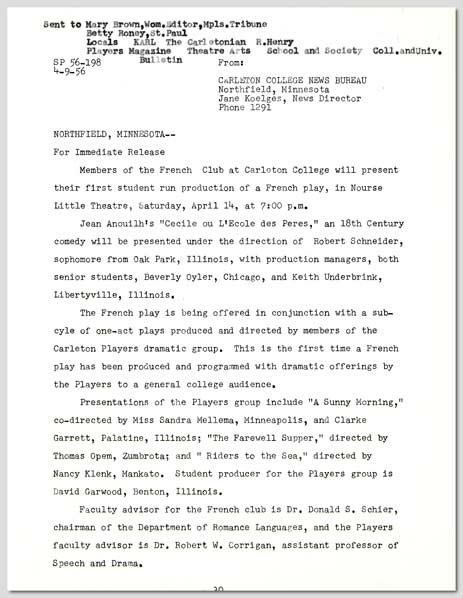 Sent to Mary Brown,Wom.Editor,Mpls.Tribune
Betty Roney,St.Paul
Locals KARL The Carletonian R.Henry
Players Magazine Theatre Arts School and Society Coll.andUniv.
SP 56-198 Bulletin From:
4-9-56
CARLETON COLLEGE NEWS BUREAU
Northfield, Minnesota
Jane Koelges, News Director
Phone 1291
NORTHFIELD, MINNESOTA--
For Immediate Release
Members of the French Club at Carleton College will present
their first student run production of a French play, in Nourse
Little Theatre, Saturday, April 14, at 7:00 p.m.
Jean Anouilh's "Cecile ou L'Ecole des Peres," an 18th Century
comedy will be presented under the direction of Robert Schneider,
sophomore from Oak Park, Illinois, with production managers, both
senior students, Beverly Oyler, Chicago, and Keith Underbrink,
Libertyville, Illinois.
The French play is being offered in conjunction with a sub-
cyle of one-act plays produced and directed by members of the
Carleton Players dramatic group. This is the first time a French
play has been produced and programmed with dramatic offerings by
the Players to a general college audience.
Presentations of the Players group include "A Sunny Morning,"
co-directed by Miss Sandra Mellema, Minneapolis, and Clarke
Garrett, Palatine, Illinois; "The Farewell Supper," directed by
Thomas Opem, Zumbrota; and " Riders to the Sea," directed by
Nancy Klenk, Mankato. Student producer for the Players group is
David Garwood, Benton, Illinois.
Faculty advisor for the French club is Dr. Donald S. Schier,
chairman of the Department of Romance Languages, and the Players
faculty advisor is Dr. Robert W. Corrigan, assistant professor of
Speech and Drama.
30